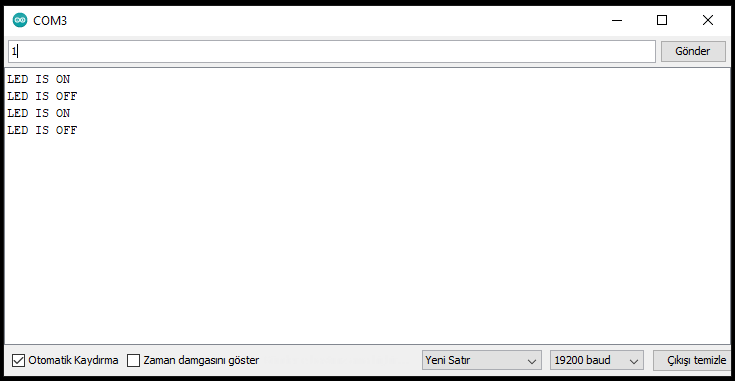 COM3
1
Gönder
LED IS ON
LED IS OFF
LED IS ON
LED IS OFF
Otomatik Kaydırma
Zaman damgasını göster
Yeni Satır
19200 baud
Çıkışı temizle